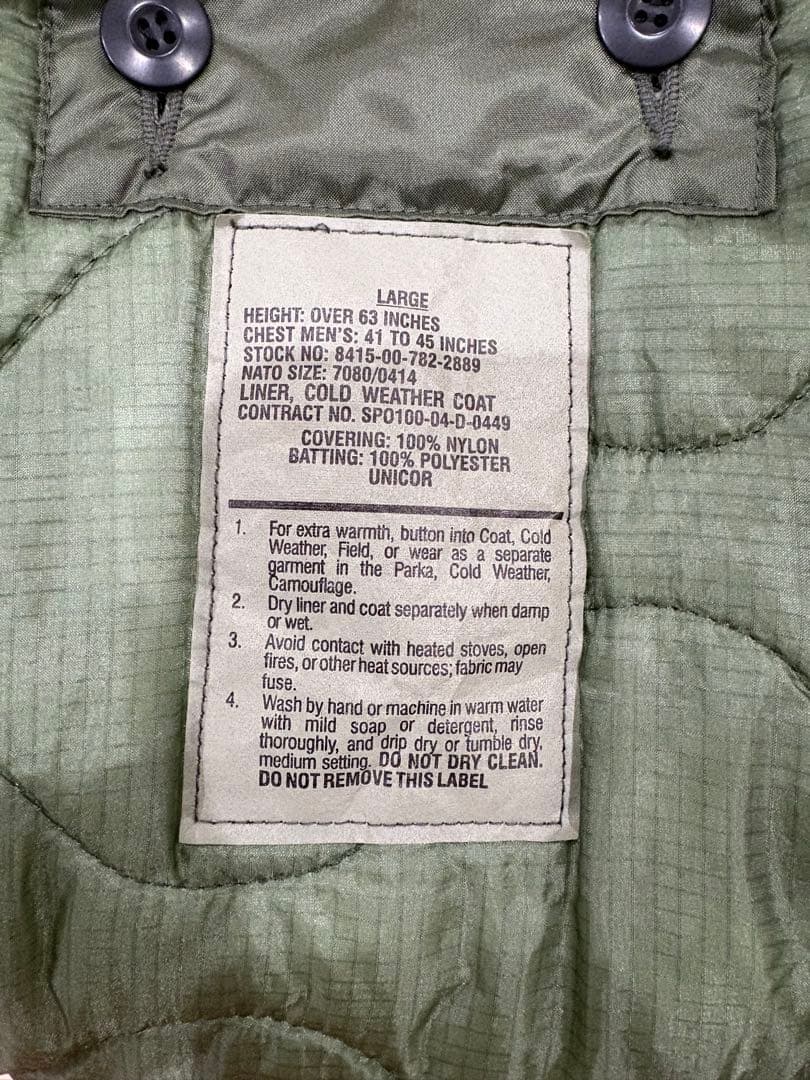 LARGE
HEIGHT: OVER 63 INCHES
CHEST MEN'S: 41 TO 45 INCHES
STOCK NO: 8415-00-782-2889
NATO SIZE: 7080/0414
LINER, COLD WEATHER COAT
CONTRACT NO. SPO100-04-D-0449
COVERING: 100% NYLON
BATTING: 100% POLYESTER
UNICOR
1. For extra warmth, button into Coat, Cold
Weather, Field, or wear as a separate
garment in the Parka, Cold Weather,
Camouflage.
2. Dry liner and coat separately when damp
or wet.
3. Avoid contact with heated stoves, open
fires, or other heat sources; fabric may
fuse.
4. Wash by hand or machine in warm water
with mild soap or detergent, rinse
thoroughly, and drip dry or tumble dry,
medium setting. DO NOT DRY CLEAN.
DO NOT REMOVE THIS LABEL